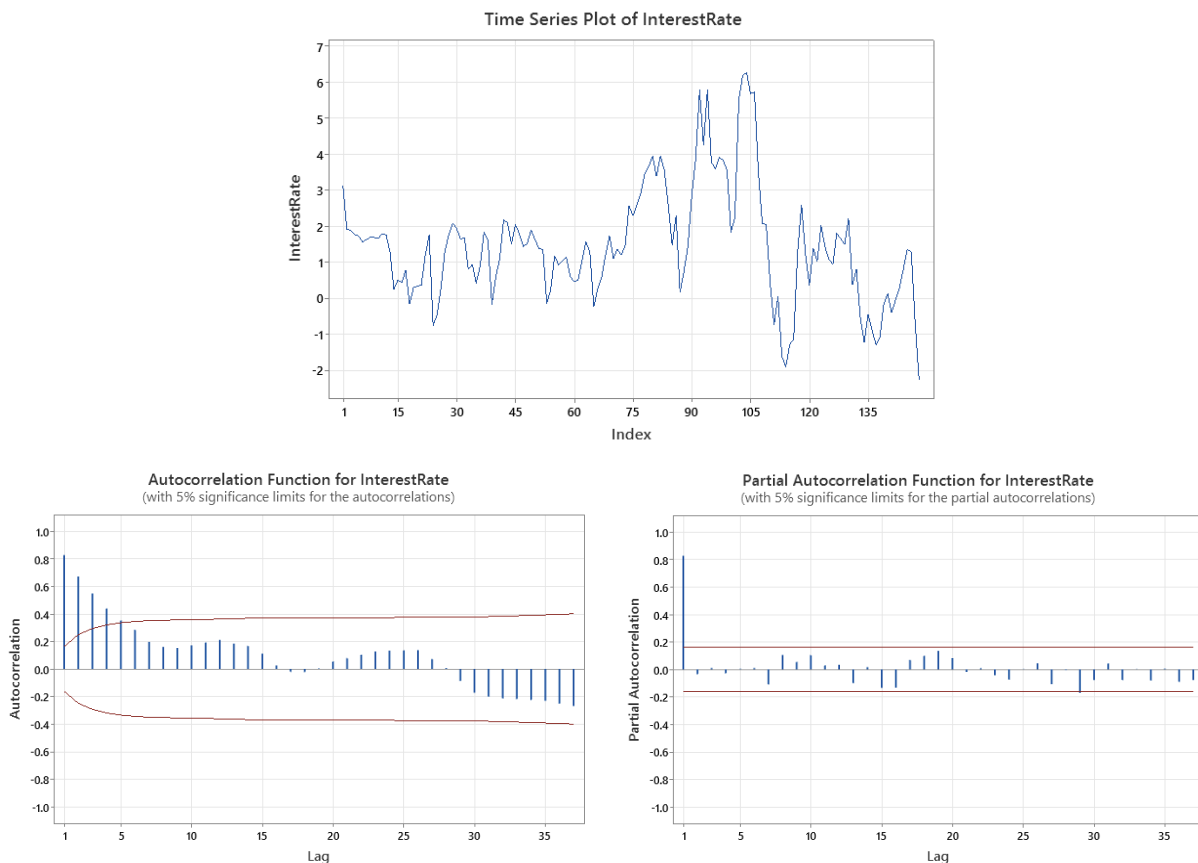 Time Series Plot of InterestRate
7
6
5
4
3
2
1
0
-1
-2
InterestRate
1 15 30 45 60 75 90 105 120 135
Index
Autocorrelation Function for InterestRate
(with 5% significance limits for the autocorrelations)
1.0
0.8
0.6
0.4
0.2
0.0
-0.2
-0.4
-0.6
-0.8
-1.0
Autocorrelation
1 5 10 15 20 25 30 35
Lag
Partial Autocorrelation Function for InterestRate
(with 5% significance limits for the partial autocorrelations)
1.0
0.8
0.6
0.4
0.2
0.0
-0.2
-0.4
-0.6
-0.8
-1.0
Partial Autocorrelation
1 5 10 15 20 25 30 35
Lag